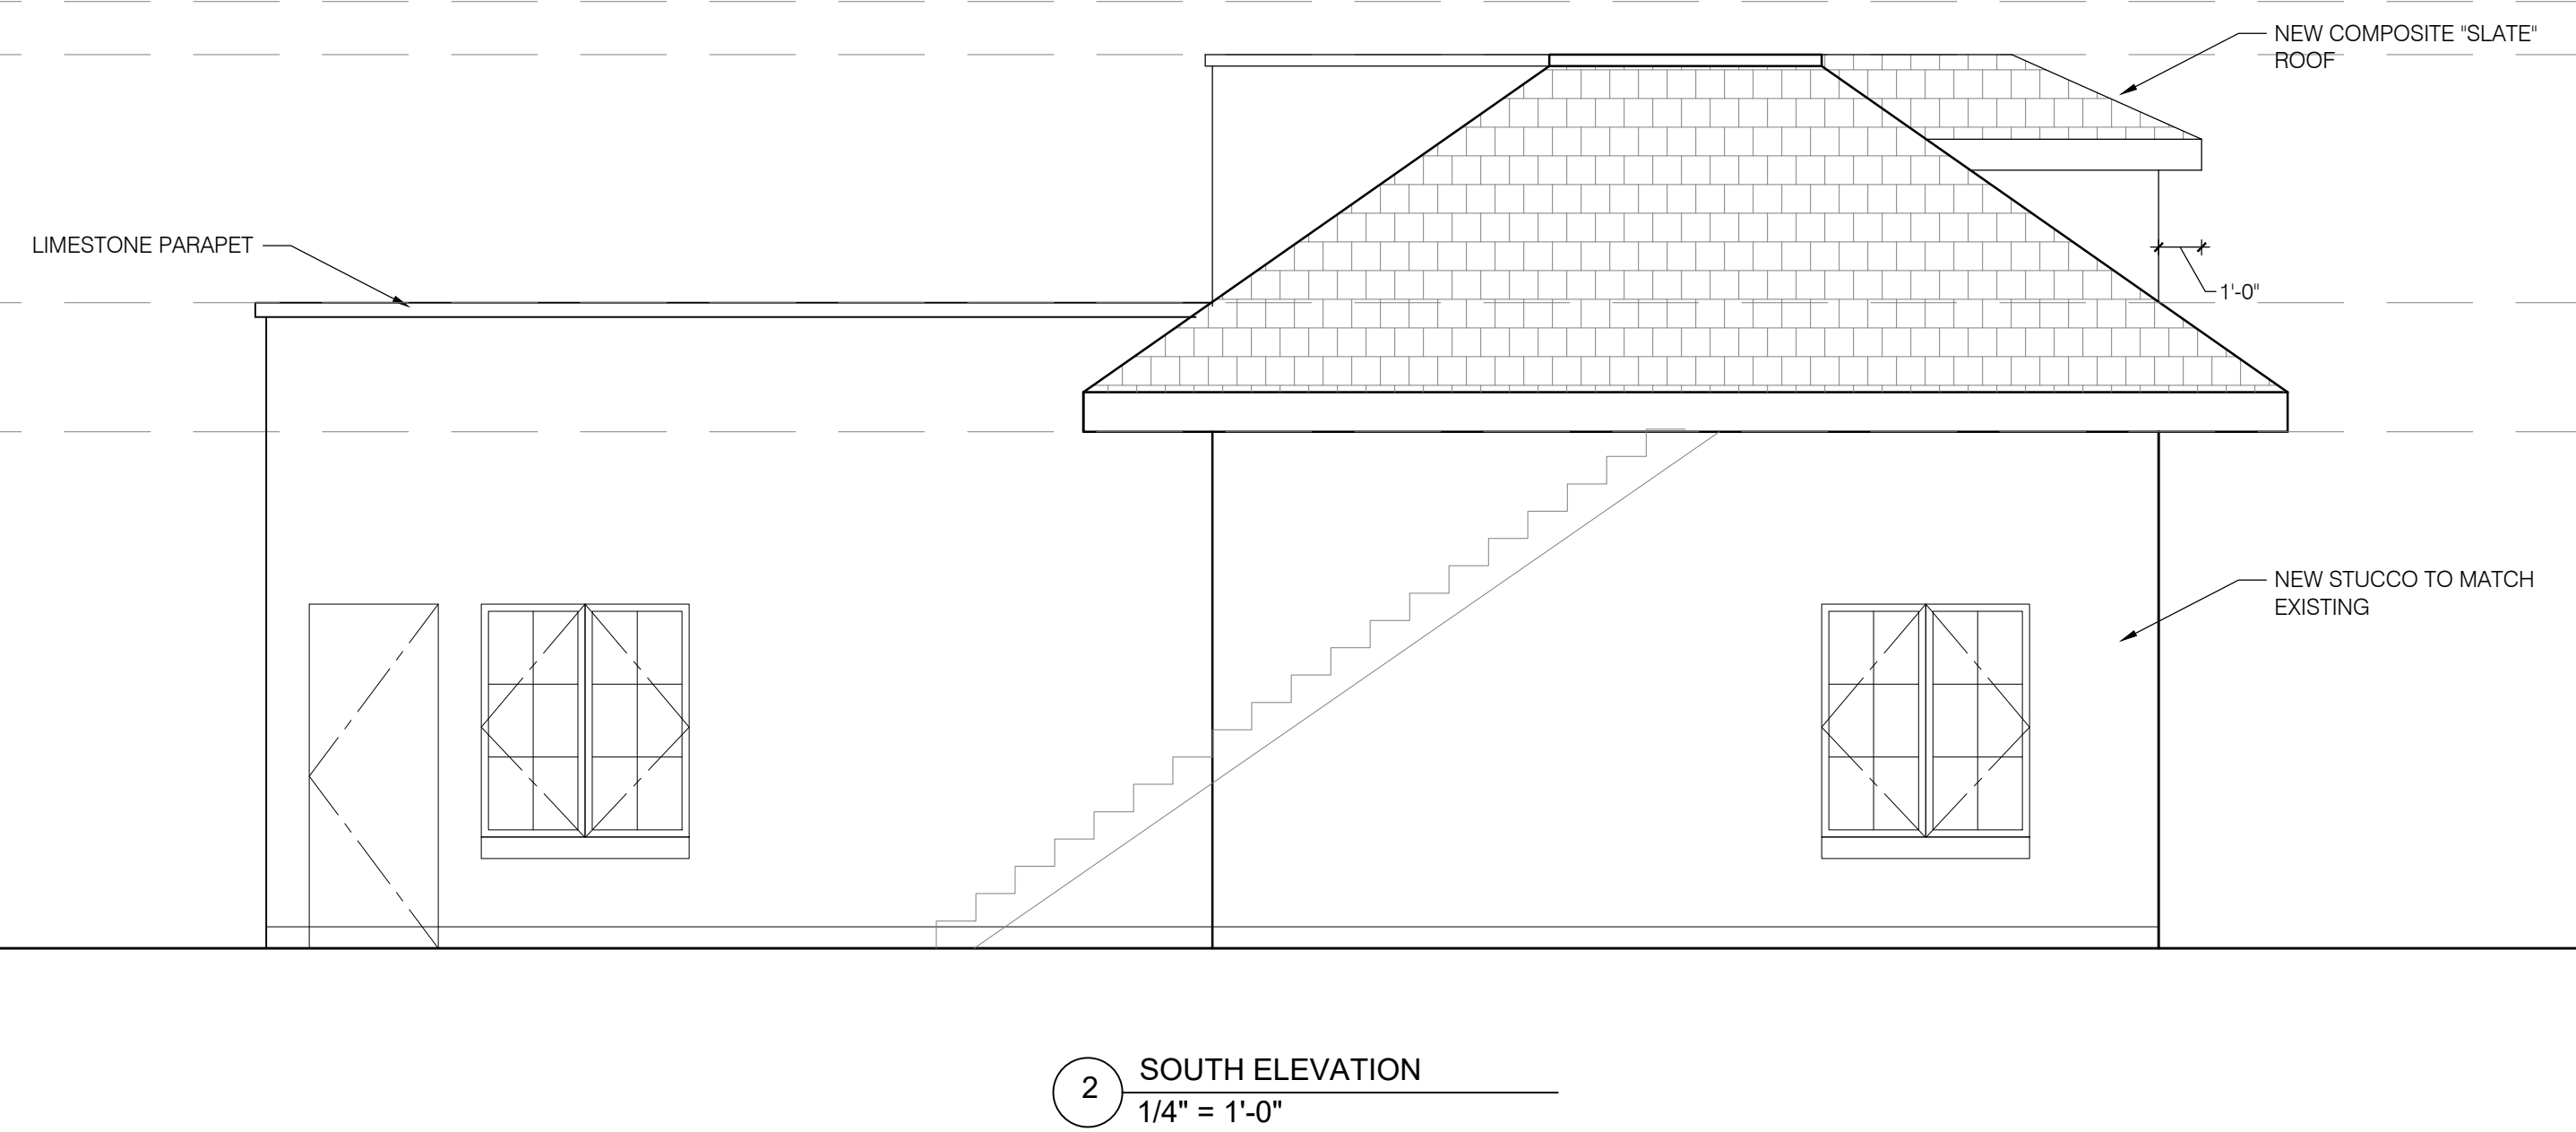 NEW COMPOSITE "SLATE"
ROOF
LIMESTONE PARAPET
1'-0"
NEW STUCCO TO MATCH
EXISTING
2
SOUTH ELEVATION
1/4" = 1'-0"